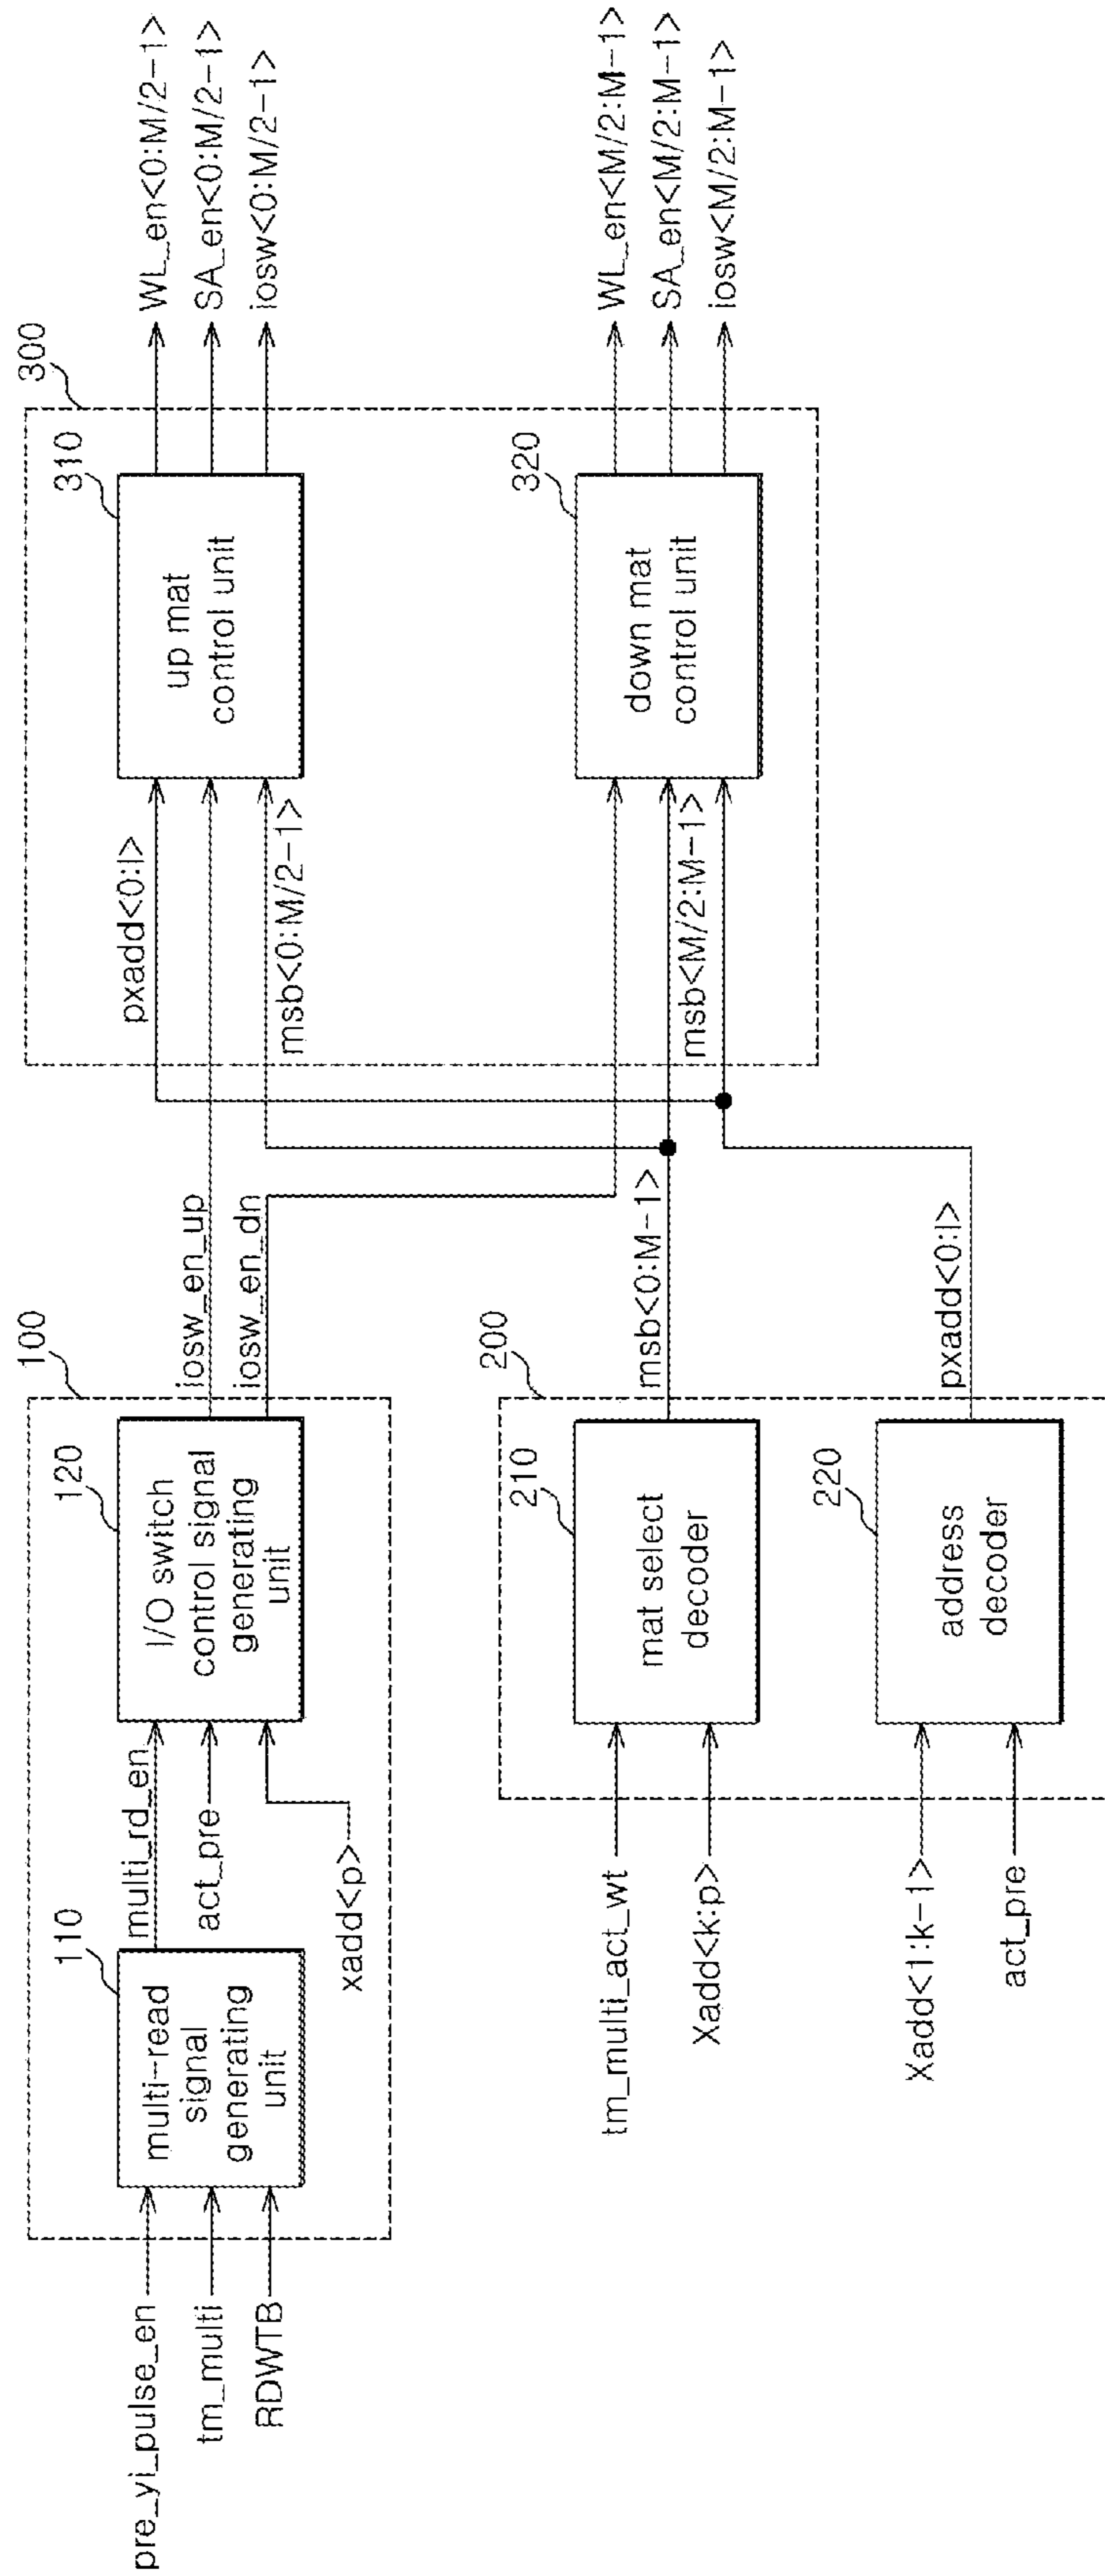 pre_yi_pulse_en
tm_multi
RDWTB
110
multi-read
signal
generating
unit
multi_rd_en
act_pre
xadd<p>
120
I/O switch
control signal
generating
unit
100
iosw_en_up
iosw_en_dn
tm_multi_act_wt
Xadd<k:p>
210
mat select
decoder
200
msb<0:M-1>
Xadd<1:k-1>
act_pre
220
address
decoder
pxadd<0:l>
300
pxadd<0:l>
msb<0:M/2-1>
310
up mat
control unit
WL_en<0:M/2-1>
SA_en<0:M/2-1>
iosw<0:M/2-1>
msb<M/2:M-1>
320
down mat
control unit
WL_en<M/2:M-1>
SA_en<M/2:M-1>
iosw<M/2:M-1>